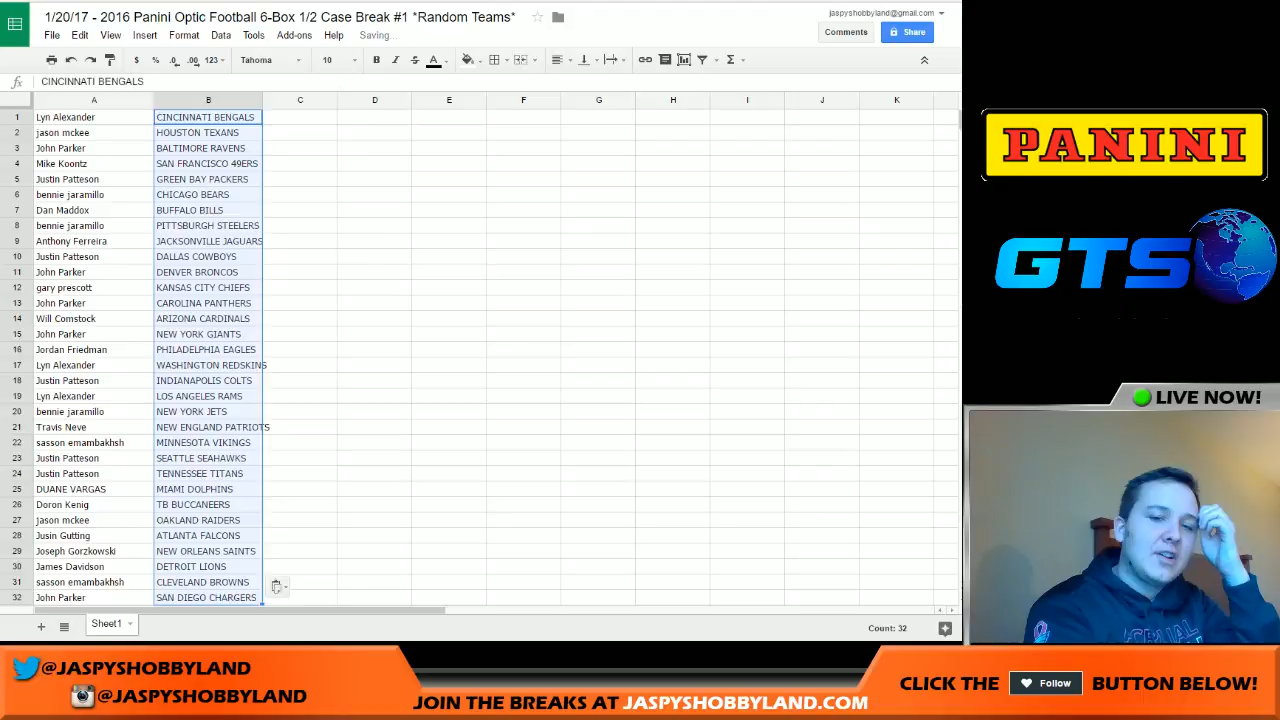 1/20/17 - 2016 Panini Optic Football 6-Box 1/2 Case Break #1 *Random Teams*
jaspyshobbyland@gmail.com
File Edit View Insert Format Data Tools Add-ons Help Saving...
Comments
Share
$ % .0 .00 123 Tahoma 10 B I S A Σ
fx CINCINNATI BENGALS
A B C D E F G H I J K
1 Lyn Alexander CINCINNATI BENGALS
2 jason mckee HOUSTON TEXANS
3 John Parker BALTIMORE RAVENS
4 Mike Koontz SAN FRANCISCO 49ERS
5 Justin Patteson GREEN BAY PACKERS
6 bennie jaramillo CHICAGO BEARS
7 Dan Maddox BUFFALO BILLS
8 bennie jaramillo PITTSBURGH STEELERS
9 Anthony Ferreira JACKSONVILLE JAGUARS
10 Justin Patteson DALLAS COWBOYS
11 John Parker DENVER BRONCOS
12 gary prescott KANSAS CITY CHIEFS
13 John Parker CAROLINA PANTHERS
14 Will Comstock ARIZONA CARDINALS
15 John Parker NEW YORK GIANTS
16 Jordan Friedman PHILADELPHIA EAGLES
17 Lyn Alexander WASHINGTON REDSKINS
18 Justin Patteson INDIANAPOLIS COLTS
19 Lyn Alexander LOS ANGELES RAMS
20 bennie jaramillo NEW YORK JETS
21 Travis Neve NEW ENGLAND PATRIOTS
22 sasson emambakhsh MINNESOTA VIKINGS
23 Justin Patteson SEATTLE SEAHAWKS
24 Justin Patteson TENNESSEE TITANS
25 DUANE VARGAS MIAMI DOLPHINS
26 Doron Kenig TB BUCCANEERS
27 jason mckee OAKLAND RAIDERS
28 Jusin Gutting ATLANTA FALCONS
29 Joseph Gorzkowski NEW ORLEANS SAINTS
30 James Davidson DETROIT LIONS
31 sasson emambakhsh CLEVELAND BROWNS
32 John Parker SAN DIEGO CHARGERS
Sheet1
Count: 32
PANINI
GTS
LIVE NOW!
@JASPYSHOBBYLAND
@JASPYSHOBBYLAND
JOIN THE BREAKS AT JASPYSHOBBYLAND.COM
CLICK THE Follow BUTTON BELOW!